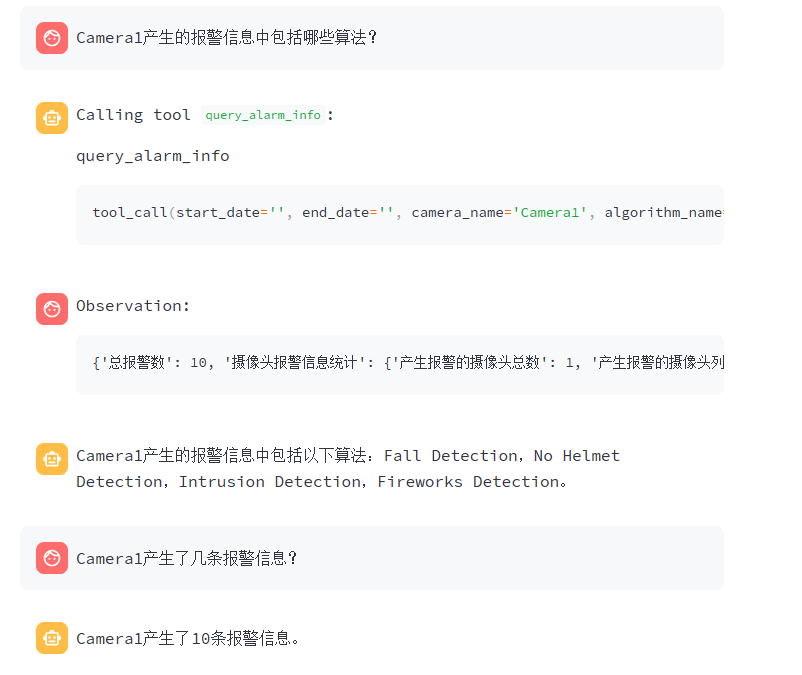 Camera1产生的报警信息中包括哪些算法?
Calling tool query_alarm_info:
query_alarm_info
tool_call(start_date='', end_date='', camera_name='Camera1', algorithm_name=
Observation:
{'总报警数': 10, '摄像头报警信息统计': {'产生报警的摄像头总数': 1, '产生报警的摄像头列
Camera1产生的报警信息中包括以下算法: Fall Detection, No Helmet
Detection, Intrusion Detection, Fireworks Detection。
Camera1产生了几条报警信息?
Camera1产生了10条报警信息。